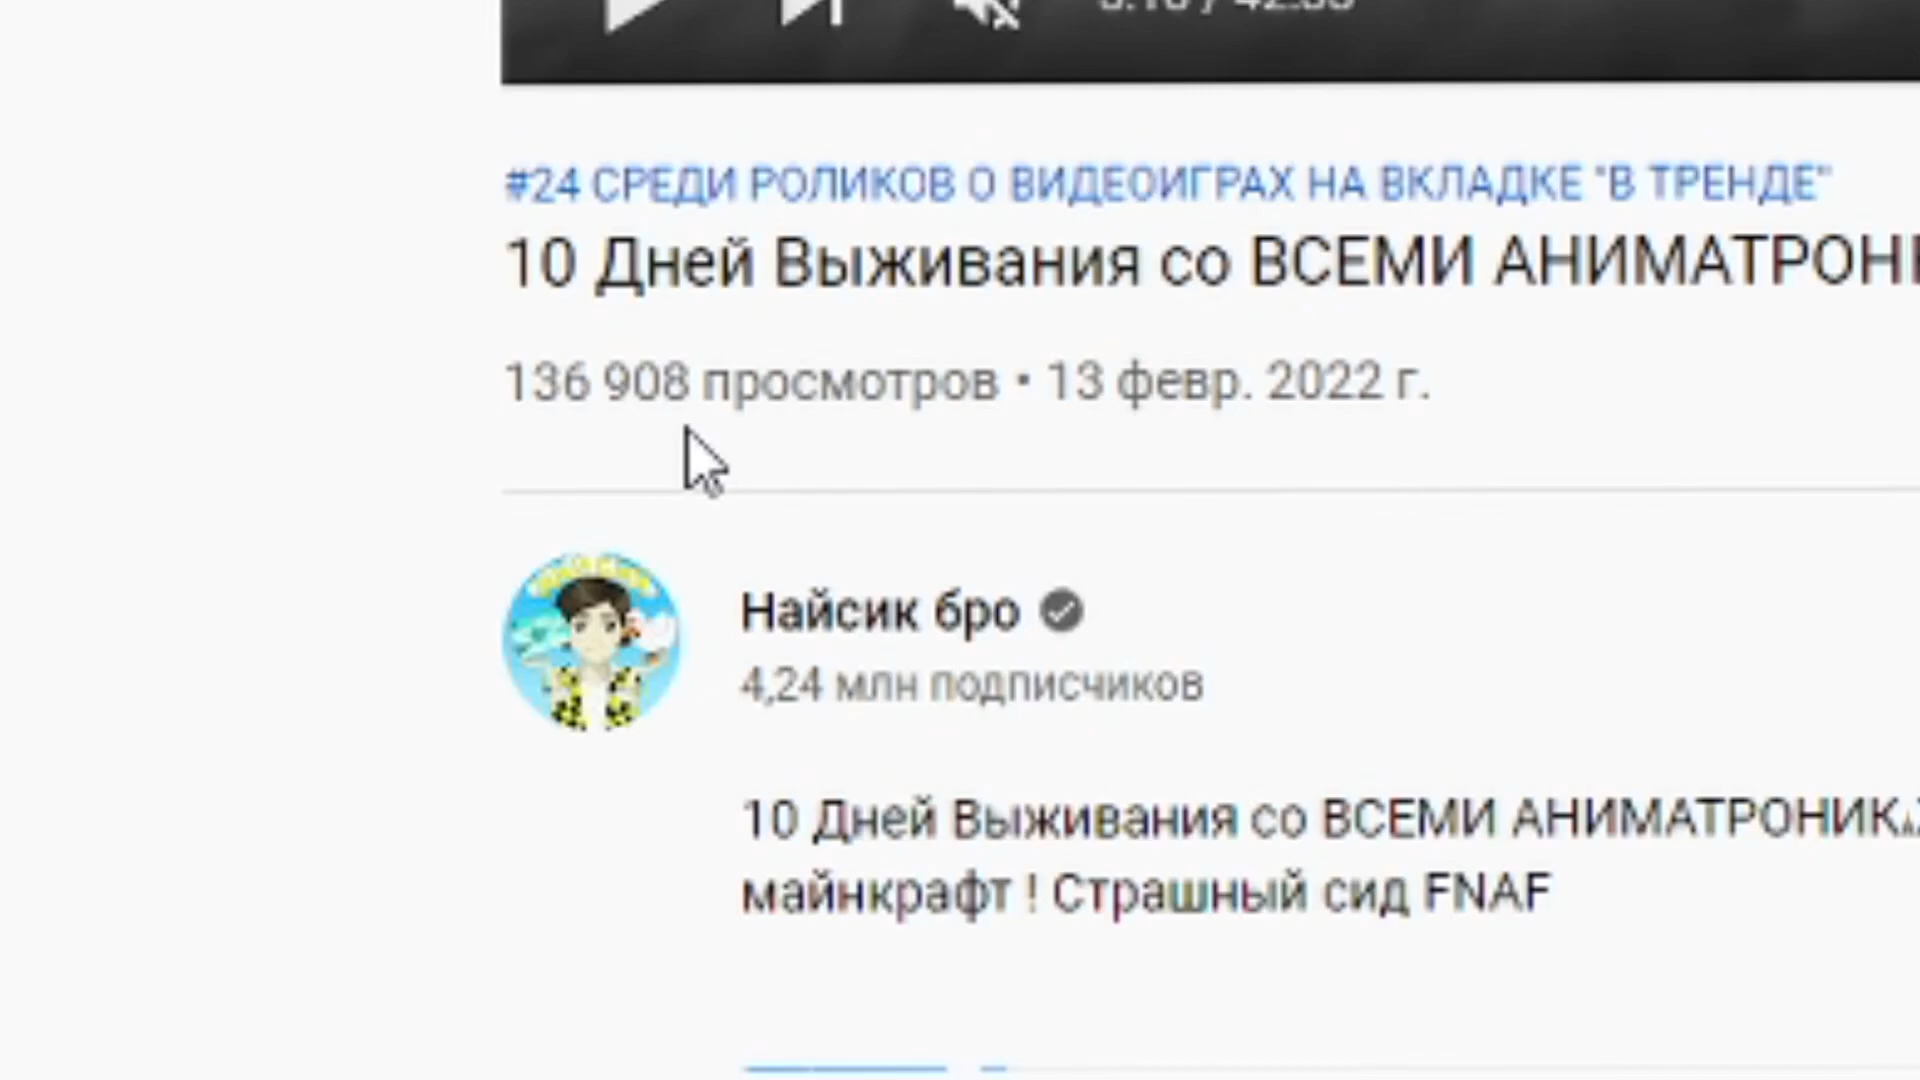 #24 СРЕДИ РОЛИКОВ О ВИДЕОИГРАХ НА ВКЛАДКЕ "В ТРЕНДЕ"
10 Дней Выживания со ВСЕМИ
136 908 просмотров • 13 февр. 2022 г.
Найсик бро
4,24 млн подписчиков
10 Дней Выживания со ВСЕМИ
майнкрафт ! Страшный сид FNAF